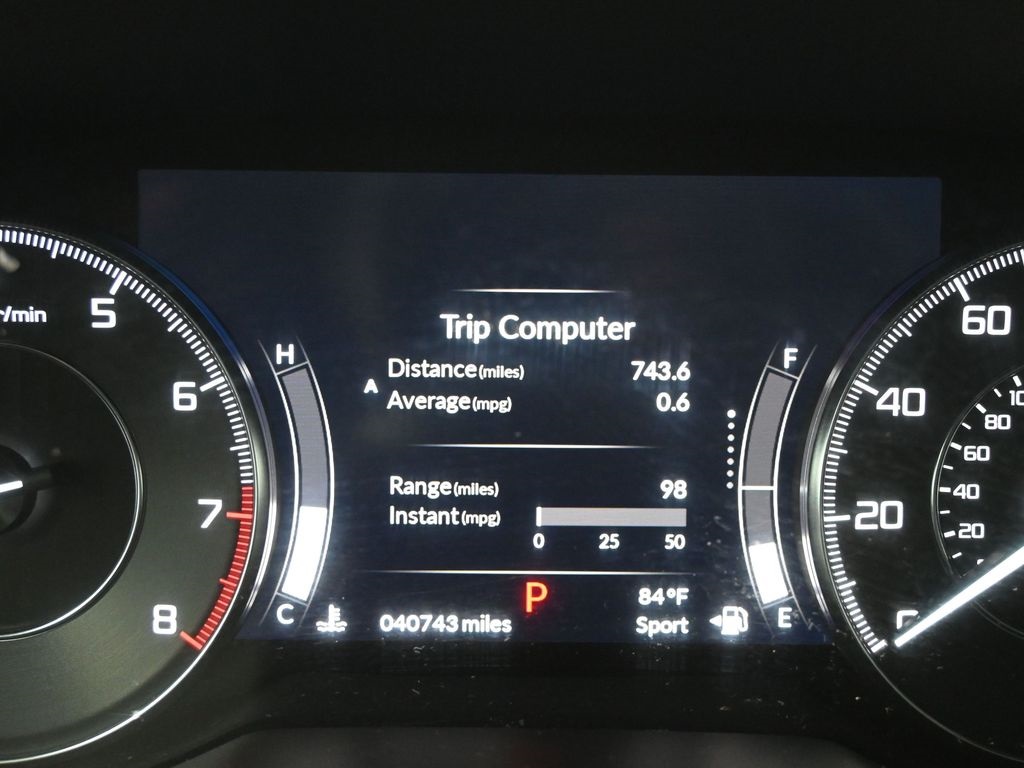 r/min
5
6
7
8
H
C
Trip Computer
A
Distance (miles) 743.6
Average (mpg) 0.6
Range (miles) 98
Instant (mpg)
0 25 50
P
84°F
040743 miles
Sport
F
E
60
40
20
10
80
60
40
20